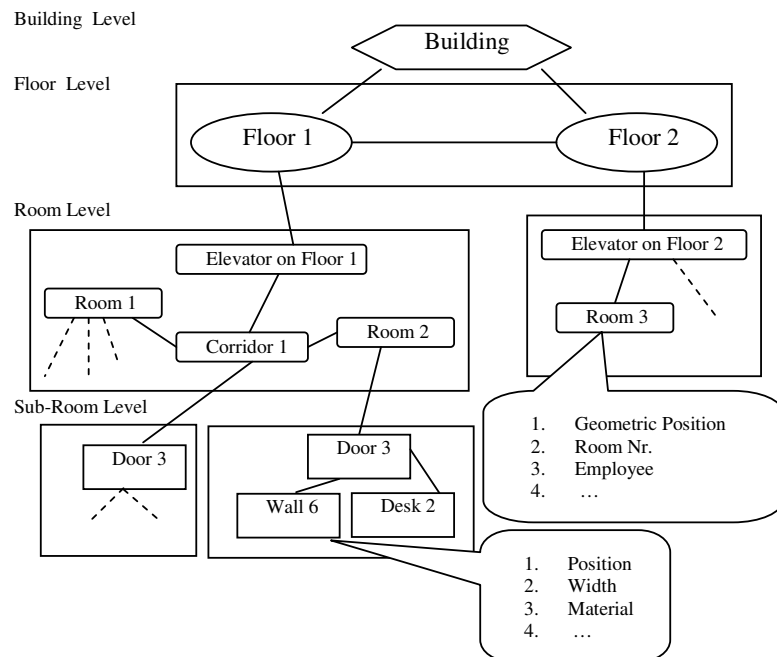 Building Level
Building
Floor Level
Floor 1
Floor 2
Room Level
Elevator on Floor 1
Elevator on Floor 2
Room 1
Room 2
Room 3
Corridor 1
Sub-Room Level
Door 3
Door 3
Wall 6
Desk 2
1. Geometric Position
2. Room Nr.
3. Employee
4. …
1. Position
2. Width
3. Material
4. …